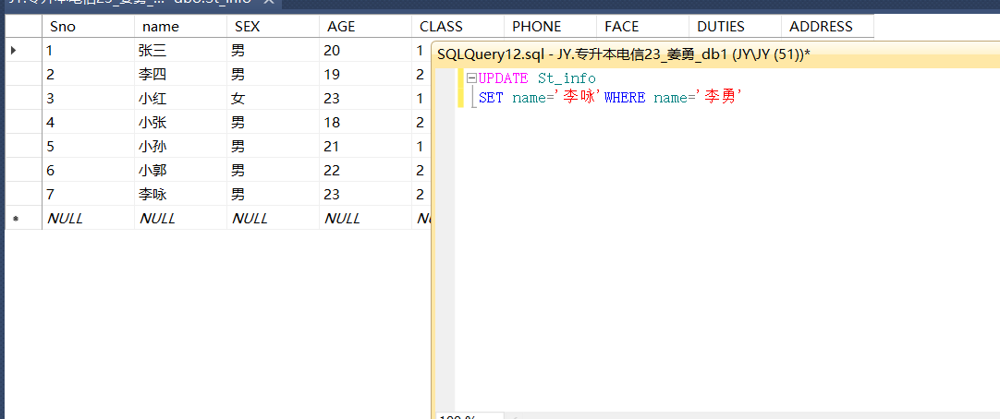 Sno name SEX AGE CLASS PHONE FACE DUTIES ADDRESS
1 张三 男 20 1
2 李四 男 19 2
3 小红 女 23 1
4 小张 男 18 2
5 小孙 男 21 1
6 小郭 男 22 2
7 李咏 男 23 2
NULL NULL NULL NULL
SQLQuery12.sql - JY.专升本电信23_姜勇_db1 (JY\JY (51))*
UPDATE St_info
SET name='李咏'WHERE name='李勇'